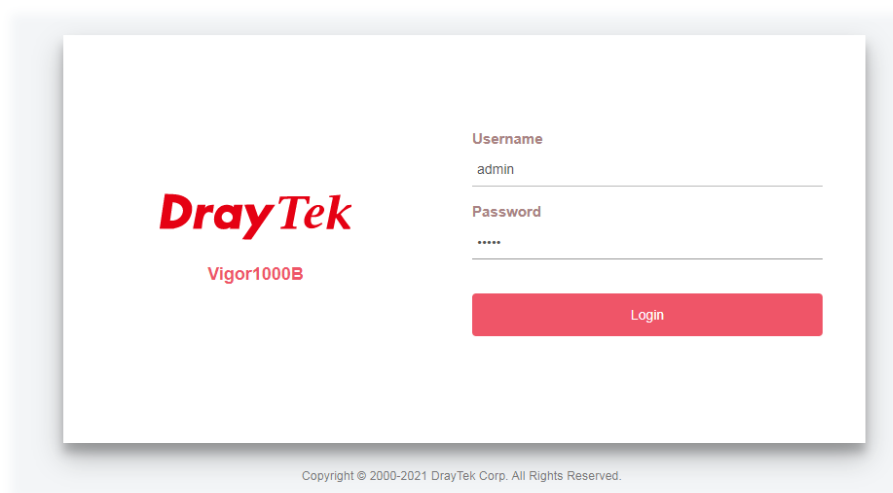 Username
admin
DrayTek
Password
•••••
Vigor1000B
Login
Copyright © 2000-2021 DrayTek Corp. All Rights Reserved.